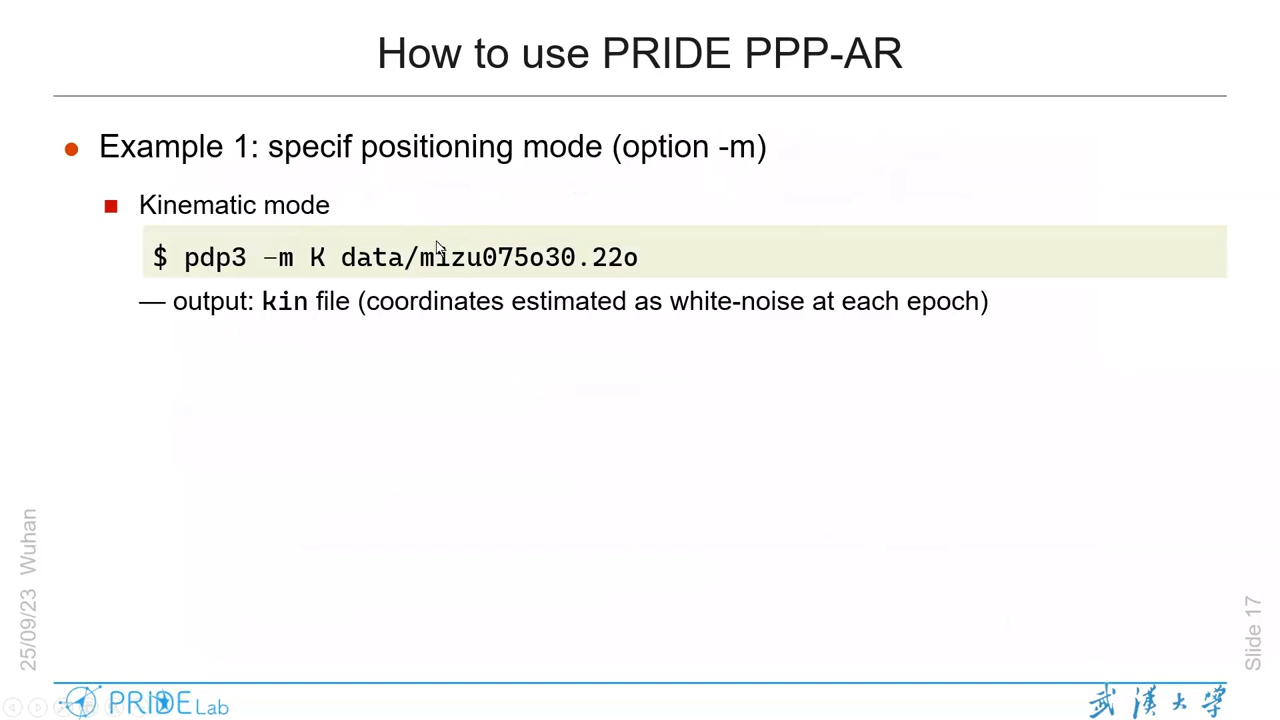 How to use PRIDE PPP-AR
Example 1: specif positioning mode (option -m)
Kinematic mode
$ pdp3 -m K data/mizu075o30.22o
— output: kin file (coordinates estimated as white-noise at each epoch)
25/09/23 Wuhan
Slide 17
PRIDE Lab
武漢大学